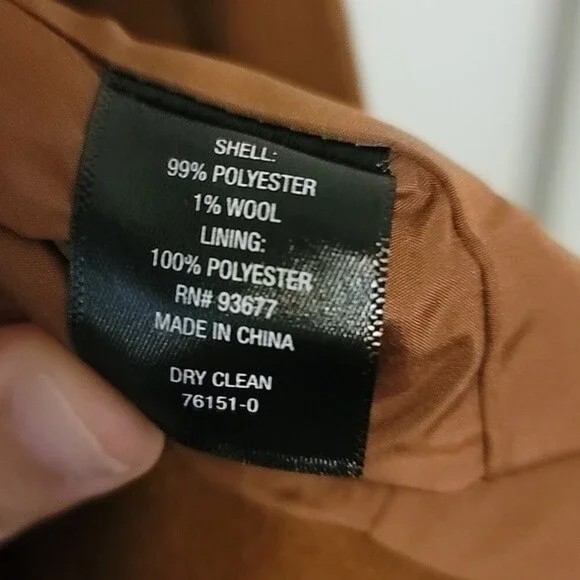 SHELL:
99% POLYESTER
1% WOOL
LINING:
100% POLYESTER
RN# 93677
MADE IN CHINA
DRY CLEAN
76151-0